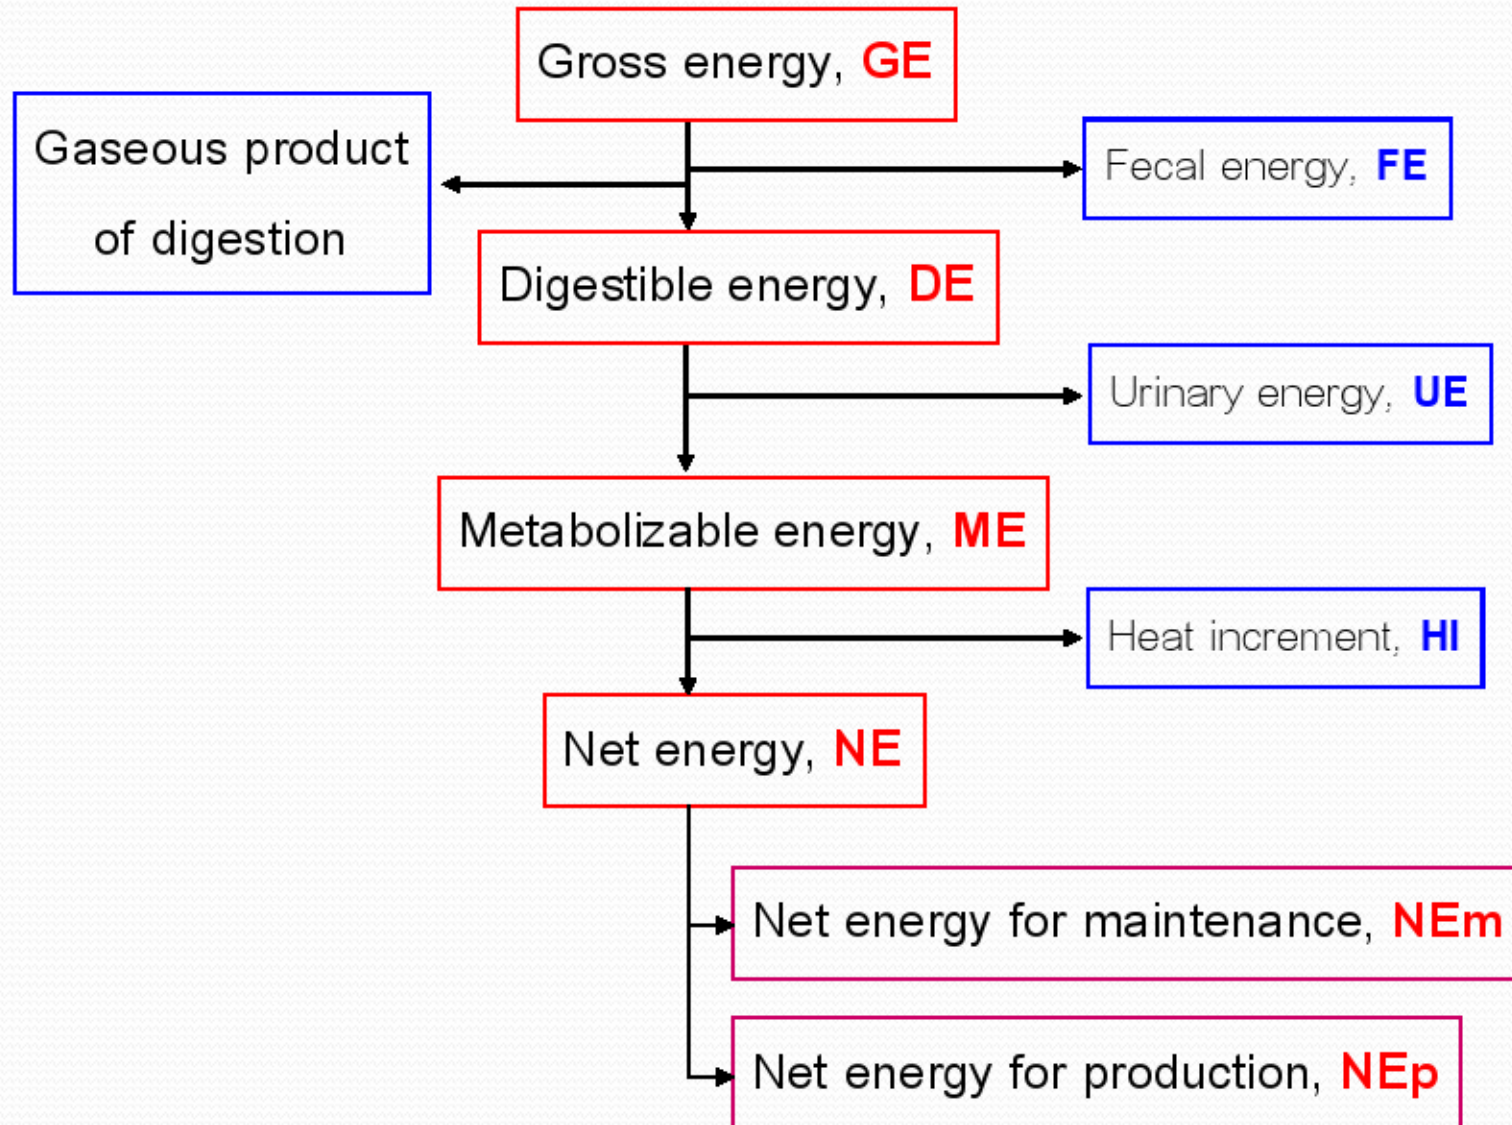 Gross energy, GE
Gaseous product
of digestion
Fecal energy, FE
Digestible energy, DE
Urinary energy, UE
Metabolizable energy, ME
Heat increment, HI
Net energy, NE
Net energy for maintenance, NEm
Net energy for production, NEp